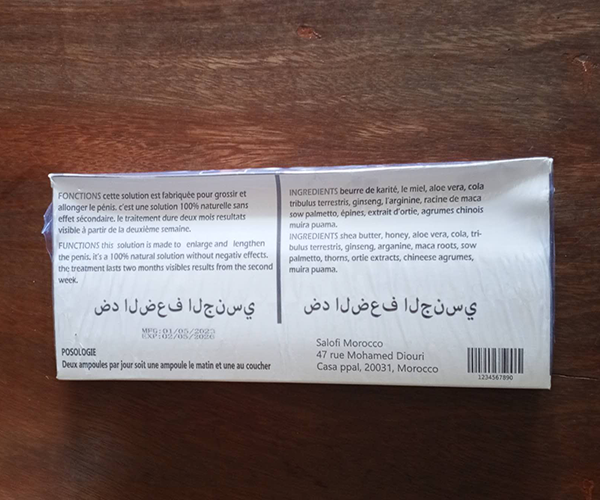 FONCTIONS cette solution est fabriquée pour grossir et
allonger le pénis. c'est une solution 100% naturelle sans
effet sécondaire. le traitement dure deux mois resultats
visible à partir de la deuxième semaine.
FUNCTIONS this solution is made to enlarge and lengthen
the penis. it's a 100% natural solution without negativ effects.
the treatment lasts two months visibles results from the second
week.
ضد الضعف الجنسي
MFG:01/05/2023
EXP:
POSOLOGIE
Deux ampoules par jour soit une ampoule le matin et une au coucher
INGREDIENTS beurre de karité, le miel, aloe vera, cola
tribulus terrestris, ginseng, l'arginine, racine de maca
sow palmetto, épines, extrait d'ortie, agrumes chinois
muira puama.
INGREDIENTS shea butter, honey, aloe vera, cola, tri-
bulus terrestris, ginseng, arganine, maca roots, sow
palmetto, thorns, ortie extracts, chineese agrumes,
muira puama.
ضد الضعف الجنسي
Salofi Morocco
47 rue Mohamed Diouri
Casa ppal, 20031, Morocco
1234567890